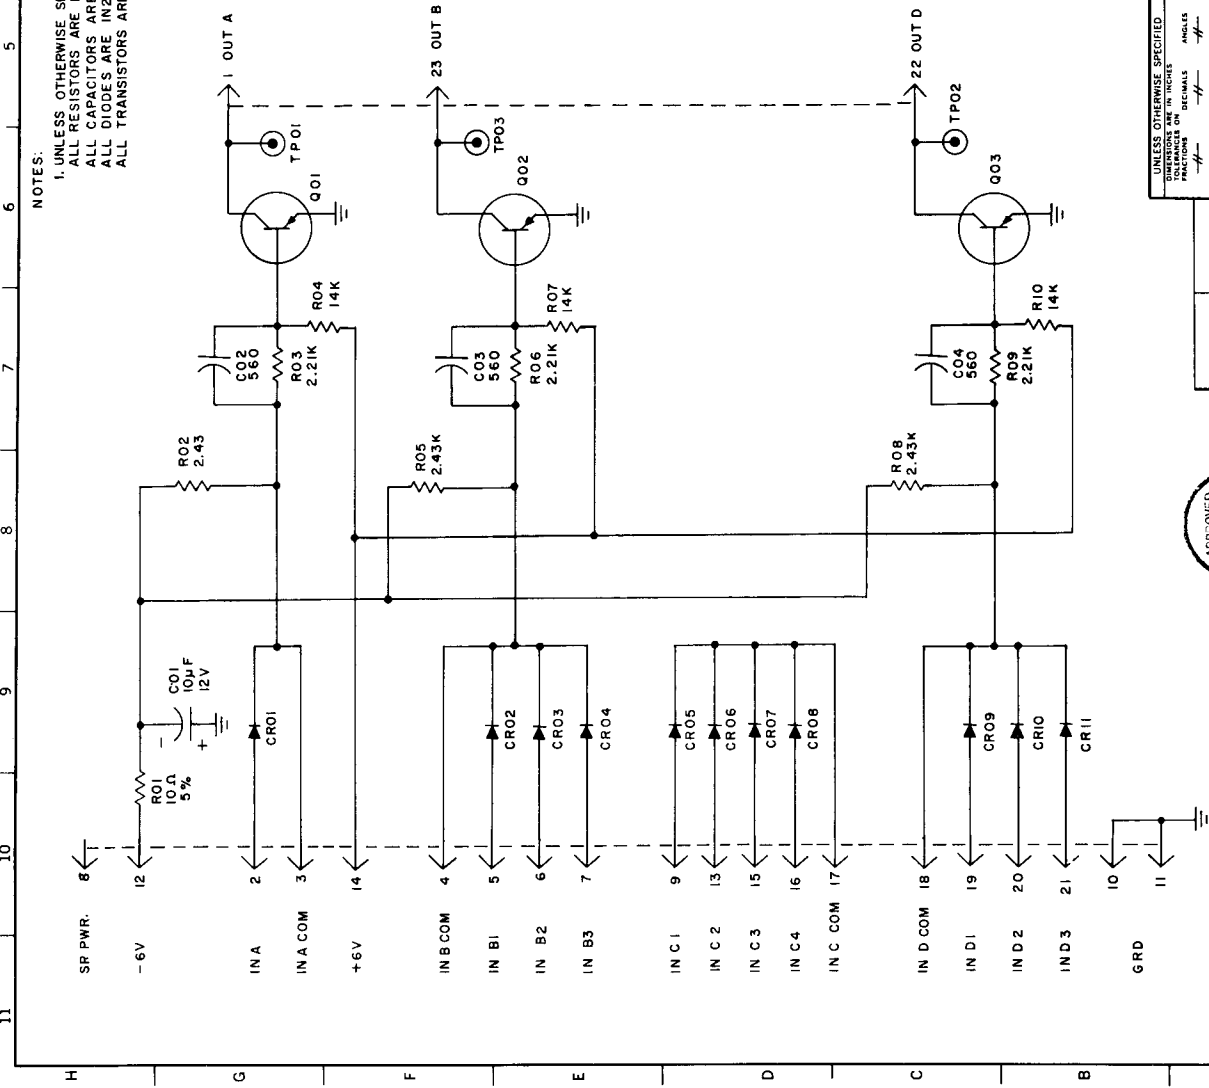 NOTES:
1. UNLESS OTHERWISE
ALL RESISTORS ARE
ALL CAPACITORS ARE
ALL DIODES ARE IN2
ALL TRANSISTORS ARE
1 OUT A
23 OUT B
22 OUT D
TP01
TP03
TP02
Q01
Q02
Q03
R04
14K
R07
14K
R10
14K
C02
560
R03
2.21K
C03
560
R06
2.21K
C04
560
R09
2.21K
R02
2.43
R05
2.43K
R08
2.43K
C01
10µF
12V
-
+
R01
10Ω
5%
CR01
CR02
CR03
CR04
CR05
CR06
CR07
CR08
CR09
CR10
CR11
SR PWR. 8
-6V 12
IN A 2
IN A COM 3
+6V 14
IN B COM 4
IN B1 5
IN B2 6
IN B3 7
IN C1 9
IN C2 13
IN C3 15
IN C4 16
IN C COM 17
IN D COM 18
IN D1 19
IN D2 20
IN D3 21
GRD 10
11
UNLESS OTHERWISE SPECIFIED
DIMENSIONS ARE IN INCHES
TOLERANCES ON
FRACTIONS DECIMALS ANGLES
5
6
7
8
9
10
11
H
G
F
E
D
C
B